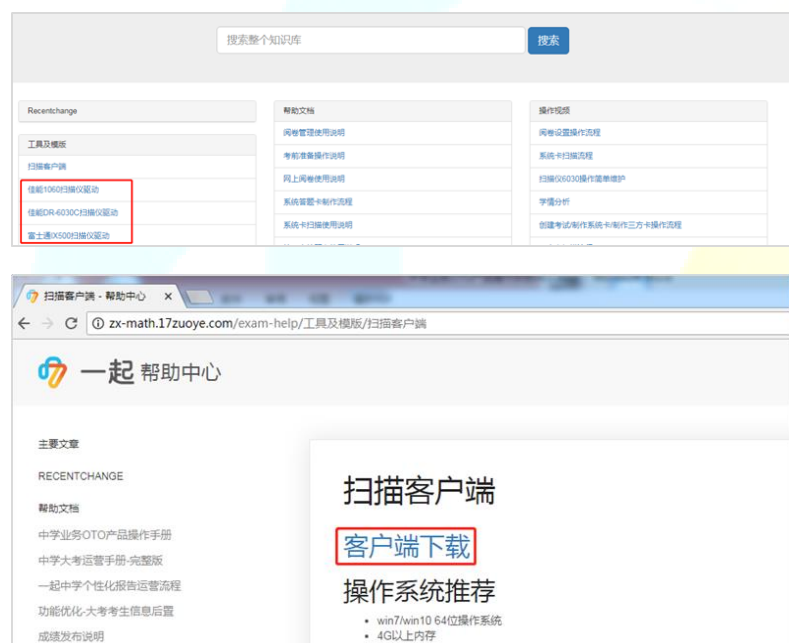 搜索整个知识库
搜索
Recentchange
工具及模版
扫描客户端
佳能1060扫描仪驱动
佳能DR-6030C扫描仪驱动
富士通iX500扫描仪驱动
帮助文档
阅卷管理使用说明
考前准备操作说明
网上阅卷使用说明
系统答题卡制作流程
系统卡扫描使用说明
操作视频
阅卷设置操作流程
系统卡扫描流程
扫描仪6030操作简单维护
学情分析
创建考试/制作系统卡/制作三方卡操作流程
扫描客户端 - 帮助中心
zx-math.17zuoye.com/exam-help/工具及模版/扫描客户端
一起 帮助中心
主要文章
RECENTCHANGE
帮助文档
中学业务OTO产品操作手册
中学大考运营手册-完整版
一起中学个性化报告运营流程
功能优化-大考考生信息后置
成绩发布说明
扫描客户端
客户端下载
操作系统推荐
• win7/win10 64位操作系统
• 4G以上内存